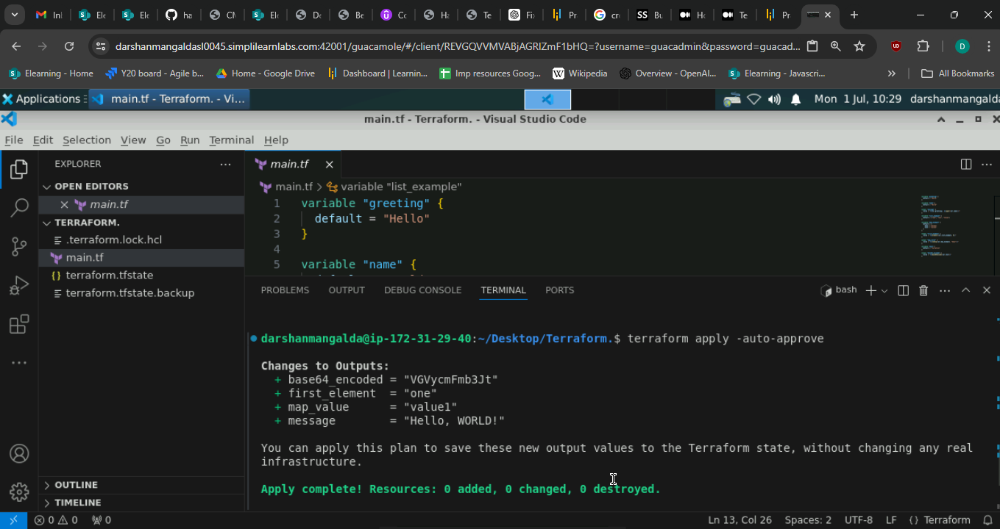 In
Ele
Ele
ha
Cl
Ele
De
Be
Co
Ha
Te
Fix
Pr
cr
SS Bu
Ho
Te
Pr
darshanmangaldasl0045.simplilearnlabs.com:42001/guacamole/#/client/REVGQVVMVABjAGRlZmF1bHQ=?username=guacadmin&password=guacad...
D
Elearning - Home
Y20 board - Agile b...
Home - Google Drive
Dashboard | Learnin...
Imp resources Goog...
W Wikipedia
Overview - OpenAI...
Elearning - Javascri...
»
All Bookmarks
Applications
main.tf - Terraform. - Vi...
Mon 1 Jul, 10:29 darshanmangalda
main.tf - Terraform. - Visual Studio Code
File Edit Selection View Go Run Terminal Help
EXPLORER
OPEN EDITORS
main.tf
TERRAFORM.
.terraform.lock.hcl
main.tf
{} terraform.tfstate
terraform.tfstate.backup
OUTLINE
TIMELINE
main.tf
main.tf > variable "list_example"
1 variable "greeting" {
2 default = "Hello"
3 }
4
5 variable "name" {
PROBLEMS OUTPUT DEBUG CONSOLE TERMINAL PORTS
bash
darshanmangalda@ip-172-31-29-40:~/Desktop/Terraform.$ terraform apply -auto-approve
Changes to Outputs:
+ base64_encoded = "VGVycmFmb3Jt"
+ first_element = "one"
+ map_value = "value1"
+ message = "Hello, WORLD!"
You can apply this plan to save these new output values to the Terraform state, without changing any real
infrastructure.
Apply complete! Resources: 0 added, 0 changed, 0 destroyed.
0 0 0
Ln 13, Col 26 Spaces: 2 UTF-8 LF {} Terraform